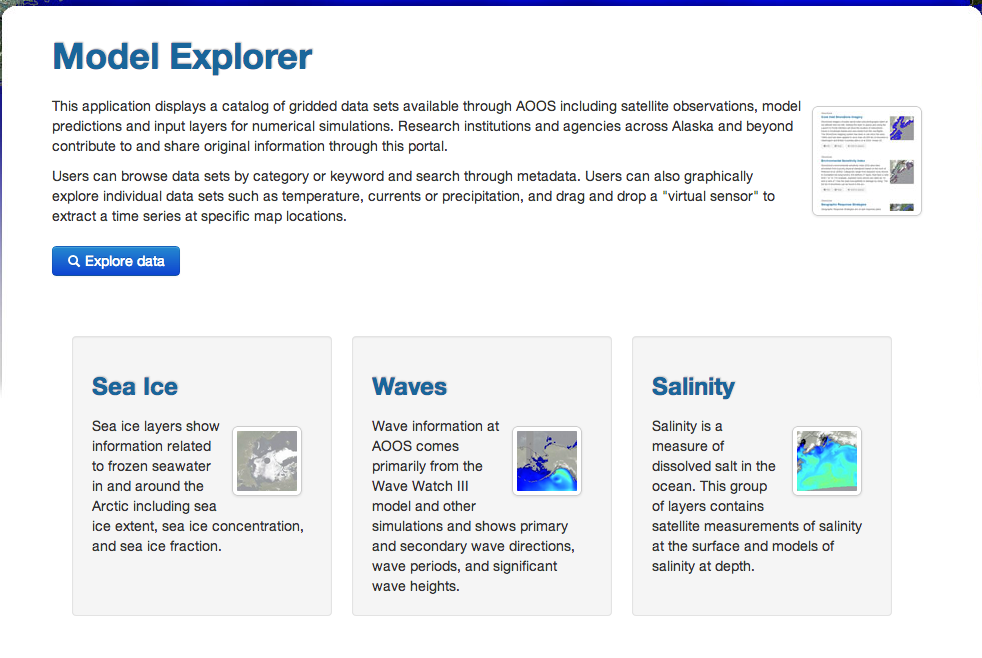 Model Explorer
This application displays a catalog of gridded data sets available through AOOS including satellite observations, model
predictions and input layers for numerical simulations. Research institutions and agencies across Alaska and beyond
contribute to and share original information through this portal.
Users can browse data sets by category or keyword and search through metadata. Users can also graphically
explore individual data sets such as temperature, currents or precipitation, and drag and drop a "virtual sensor" to
extract a time series at specific map locations.
Explore data
Sea Ice
Sea ice layers show
information related
to frozen seawater
in and around the
Arctic including sea
ice extent, sea ice concentration,
and sea ice fraction.
Waves
Wave information at
AOOS comes
primarily from the
Wave Watch III
model and other
simulations and shows primary
and secondary wave directions,
wave periods, and significant
wave heights.
Salinity
Salinity is a
measure of
dissolved salt in the
ocean. This group
of layers contains
satellite measurements of salinity
at the surface and models of
salinity at depth.